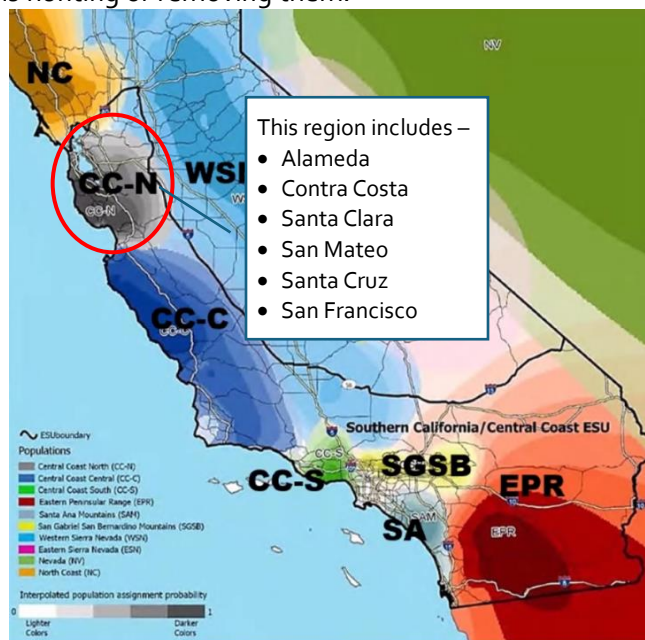 NV
NC
This region includes –
• Alameda
• Contra Costa
• Santa Clara
• San Mateo
• Santa Cruz
• San Francisco
CC-N
CC-N
WSI
CC-C
Southern California/Central Coast ESU
CC-S
CC-S
SGSB
EPR
EPR
SA
SAM
ESUboundary
Populations
Central Coast North (CC-N)
Central Coast Central (CC-C)
Central Coast South (CC-S)
Eastern Peninsular Range (EPR)
Santa Ana Mountains (SAM)
San Gabriel San Bernardino Mountains (SGSB)
Western Sierra Nevada (WSN)
Eastern Sierra Nevada (ESN)
Nevada (NV)
North Coast (NC)
Interpolated population assignment probability
0 1
Lighter Colors
Darker Colors